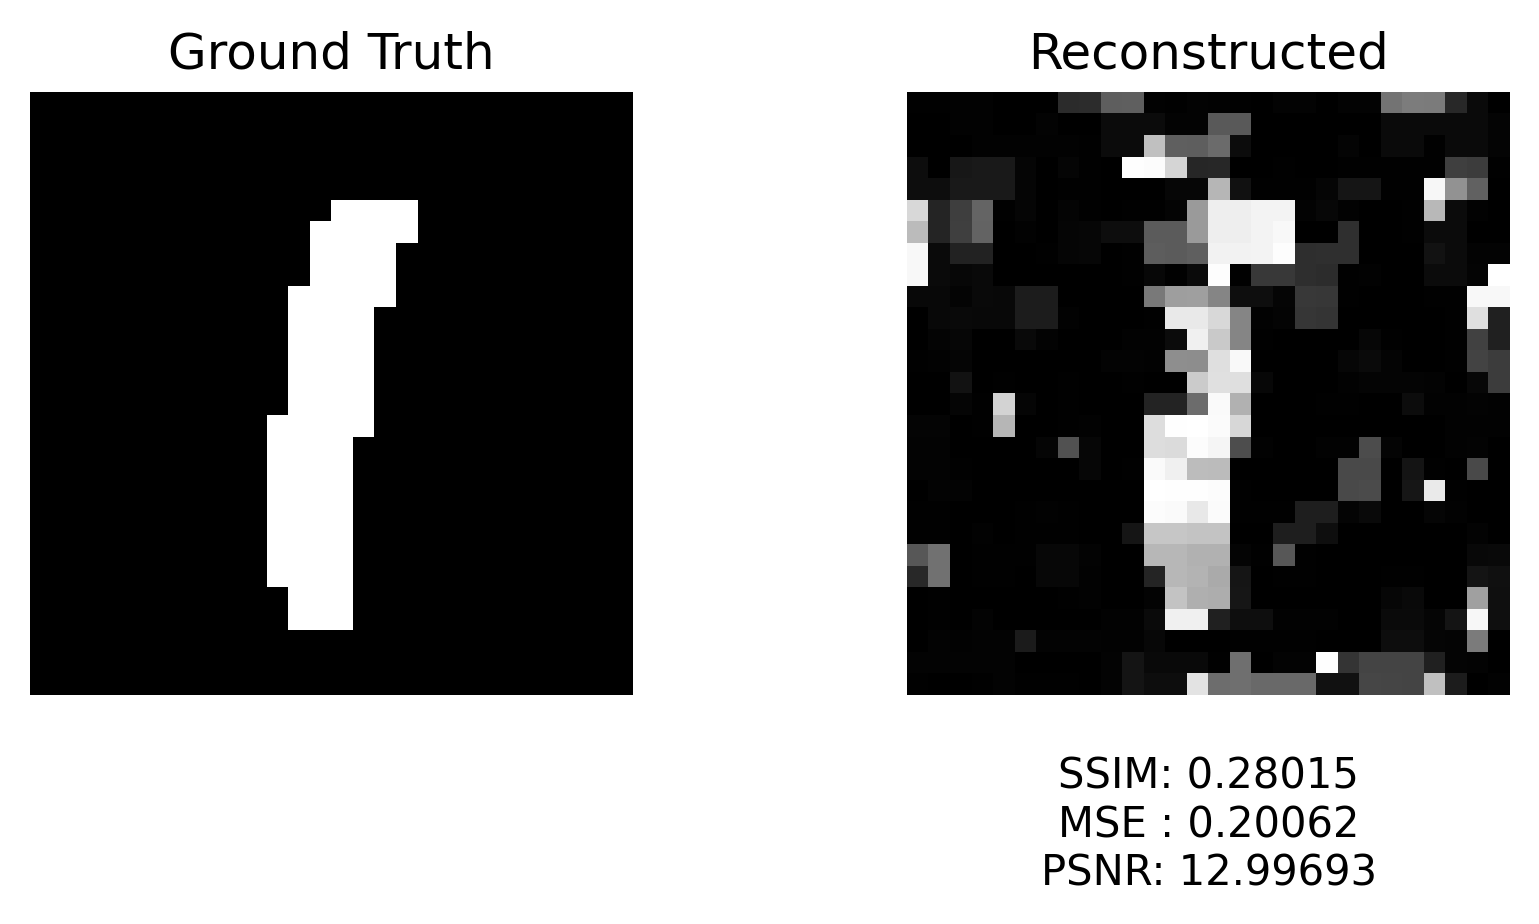 Ground Truth
Reconstructed
SSIM: 0.28015
MSE : 0.20062
PSNR: 12.99693